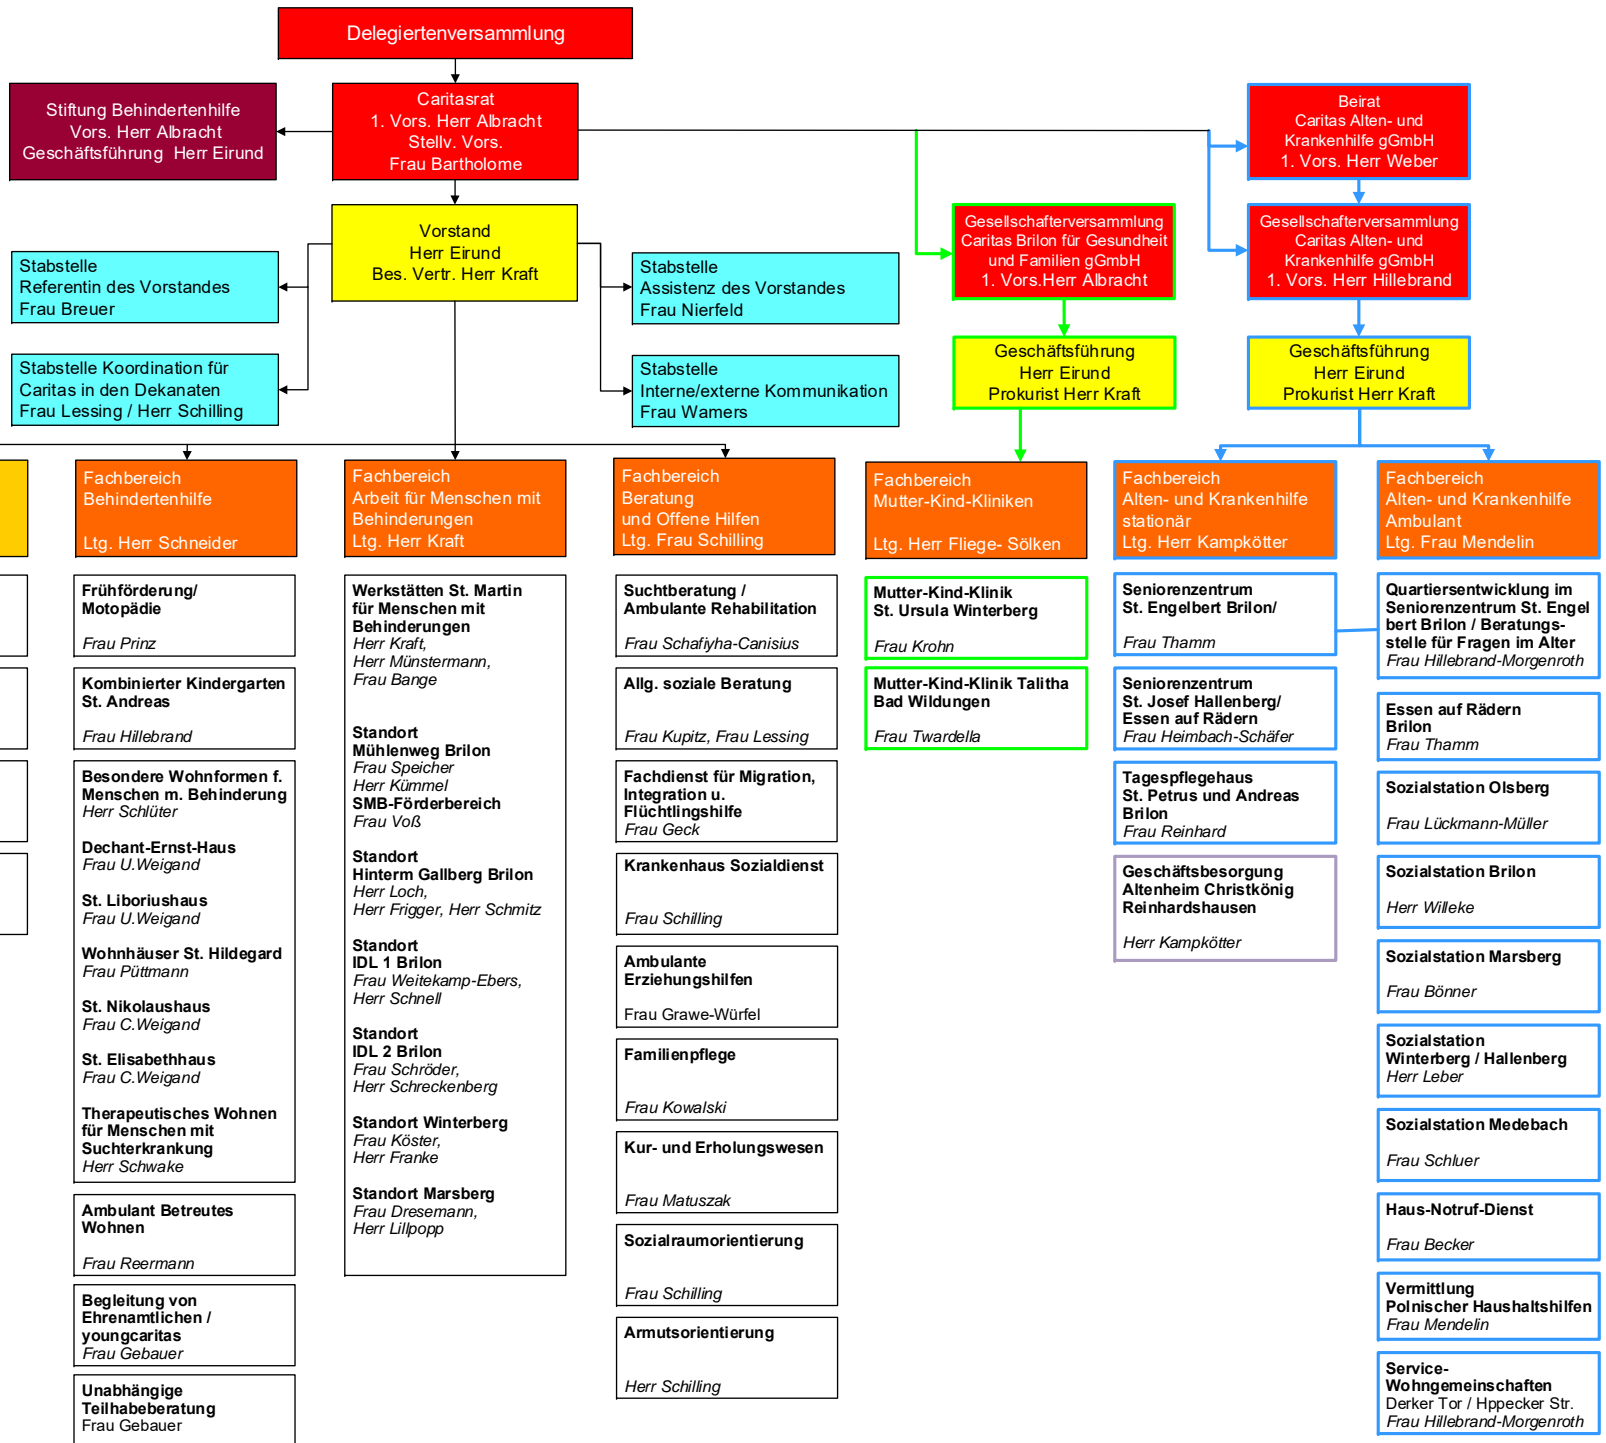 Delegiertenversammlung
Stiftung Behindertenhilfe
Vors. Herr Albracht
Geschäftsführung Herr Eirund
Caritasrat
1. Vors. Herr Albracht
Stellv. Vors.
Frau Bartholome
Beirat
Caritas Alten- und
Krankenhilfe gGmbH
1. Vors. Herr Weber
Vorstand
Herr Eirund
Bes. Vertr. Herr Kraft
Gesellschafterversammlung
Caritas Brilon für Gesundheit
und Familien gGmbH
1. Vors.Herr Albracht
Gesellschafterversammlung
Caritas Alten- und
Krankenhilfe gGmbH
1. Vors. Herr Hillebrand
Stabstelle
Referentin des Vorstandes
Frau Breuer
Stabstelle
Assistenz des Vorstandes
Frau Nierfeld
Stabstelle Koordination für
Caritas in den Dekanaten
Frau Lessing / Herr Schilling
Stabstelle
Interne/externe Kommunikation
Frau Wamers
Geschäftsführung
Herr Eirund
Prokurist Herr Kraft
Geschäftsführung
Herr Eirund
Prokurist Herr Kraft
Fachbereich
Behindertenhilfe
Ltg. Herr Schneider
Fachbereich
Arbeit für Menschen mit
Behinderungen
Ltg. Herr Kraft
Fachbereich
Beratung
und Offene Hilfen
Ltg. Frau Schilling
Fachbereich
Mutter-Kind-Kliniken
Ltg. Herr Fliege- Sölken
Fachbereich
Alten- und Krankenhilfe
stationär
Ltg. Herr Kampkötter
Fachbereich
Alten- und Krankenhilfe
Ambulant
Ltg. Frau Mendelin
Frühförderung/
Motopädie
Frau Prinz
Kombinierter Kindergarten
St. Andreas
Frau Hillebrand
Besondere Wohnformen f.
Menschen m. Behinderung
Herr Schlüter
Dechant-Ernst-Haus
Frau U.Weigand
St. Liboriushaus
Frau U.Weigand
Wohnhäuser St. Hildegard
Frau Püttmann
St. Nikolaushaus
Frau C.Weigand
St. Elisabethhaus
Frau C.Weigand
Therapeutisches Wohnen
für Menschen mit
Suchterkrankung
Herr Schwake
Ambulant Betreutes
Wohnen
Frau Reermann
Begleitung von
Ehrenamtlichen /
youngcaritas
Frau Gebauer
Unabhängige
Teilhabeberatung
Frau Gebauer
Werkstätten St. Martin
für Menschen mit
Behinderungen
Herr Kraft,
Herr Münstermann,
Frau Bange
Standort
Mühlenweg Brilon
Frau Speicher
Herr Kümmel
SMB-Förderbereich
Frau Voß
Standort
Hinterm Gallberg Brilon
Herr Loch,
Herr Frigger, Herr Schmitz
Standort
IDL 1 Brilon
Frau Weitekamp-Ebers,
Herr Schnell
Standort
IDL 2 Brilon
Frau Schröder,
Herr Schreckenberg
Standort Winterberg
Frau Köster,
Herr Franke
Standort Marsberg
Frau Dresemann,
Herr Lillpopp
Suchtberatung /
Ambulante Rehabilitation
Frau Schafiyha-Canisius
Allg. soziale Beratung
Frau Kupitz, Frau Lessing
Fachdienst für Migration,
Integration u.
Flüchtlingshilfe
Frau Geck
Krankenhaus Sozialdienst
Frau Schilling
Ambulante
Erziehungshilfen
Frau Grawe-Würfel
Familienpflege
Frau Kowalski
Kur- und Erholungswesen
Frau Matuszak
Sozialraumorientierung
Frau Schilling
Armutsorientierung
Herr Schilling
Mutter-Kind-Klinik
St. Ursula Winterberg
Frau Krohn
Mutter-Kind-Klinik Talitha
Bad Wildungen
Frau Twardella
Seniorenzentrum
St. Engelbert Brilon/
Frau Thamm
Seniorenzentrum
St. Josef Hallenberg/
Essen auf Rädern
Frau Heimbach-Schäfer
Tagespflegehaus
St. Petrus und Andreas
Brilon
Frau Reinhard
Geschäftsbesorgung
Altenheim Christkönig
Reinhardshausen
Herr Kampkötter
Quartiersentwicklung im
Seniorenzentrum St. Engel
bert Brilon / Beratungs-
stelle für Fragen im Alter
Frau Hillebrand-Morgenroth
Essen auf Rädern
Brilon
Frau Thamm
Sozialstation Olsberg
Frau Lückmann-Müller
Sozialstation Brilon
Herr Willeke
Sozialstation Marsberg
Frau Bönner
Sozialstation
Winterberg / Hallenberg
Herr Leber
Sozialstation Medebach
Frau Schluer
Haus-Notruf-Dienst
Frau Becker
Vermittlung
Polnischer Haushaltshilfen
Frau Mendelin
Service-
Wohngemeinschaften
Derker Tor / Hppecker Str.
Frau Hillebrand-Morgenroth